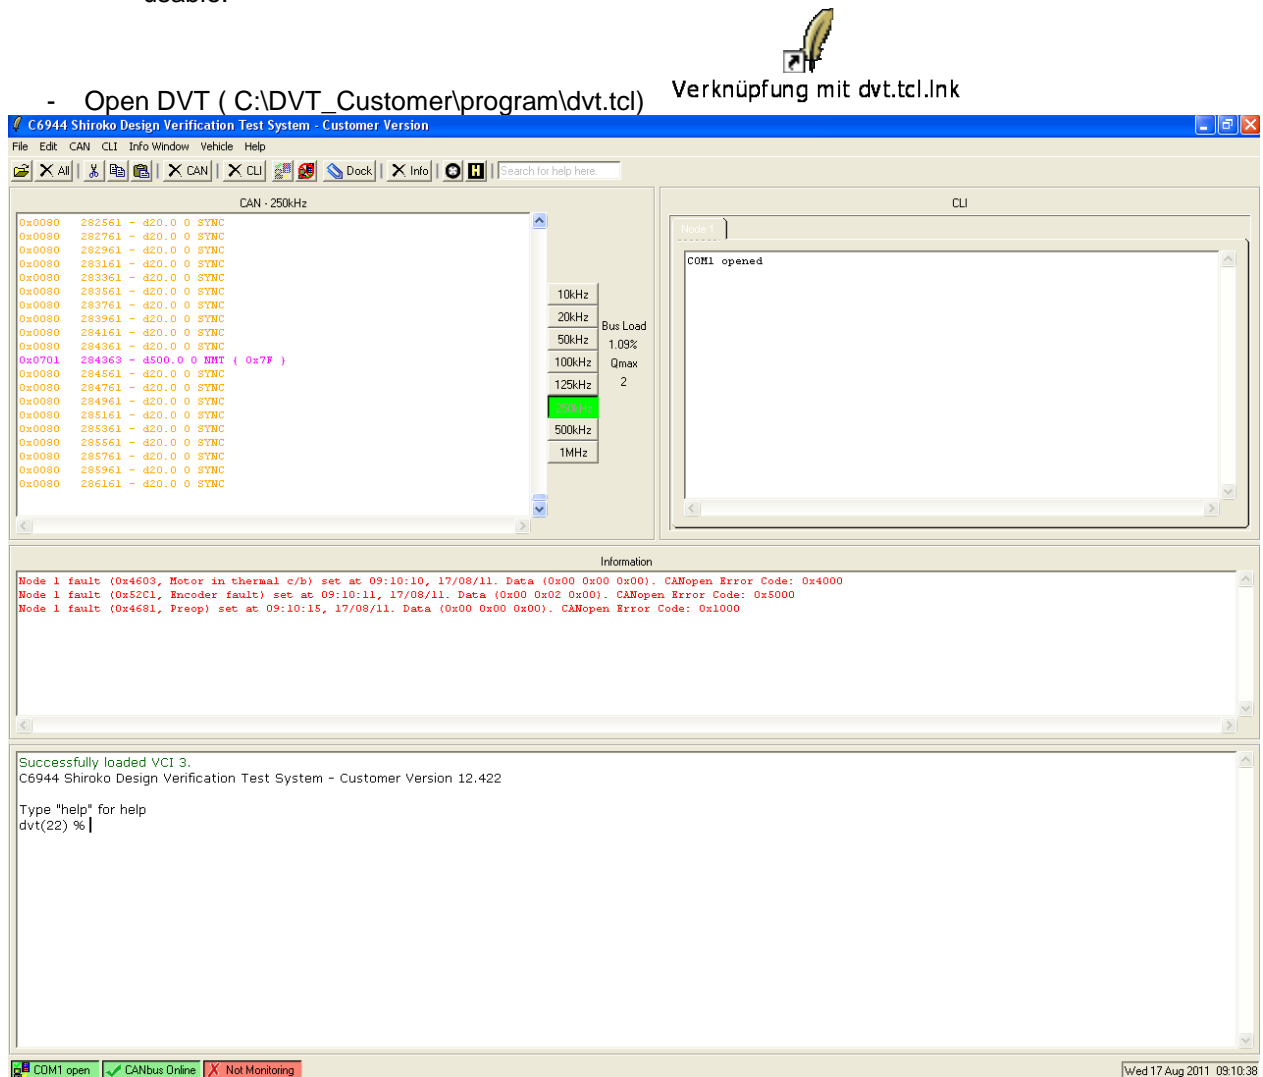 usable.
- Open DVT ( C:\DVT_Customer\program\dvt.tcl)
Verknüpfung mit dvt.tcl.lnk
C6944 Shiroko Design Verification Test System - Customer Version
File Edit CAN CLI Info Window Vehicle Help
All CAN CLI Dock Info H Search for help here.
CAN - 250kHz
0x0080 282561 - d20.0 0 SYNC
0x0080 282761 - d20.0 0 SYNC
0x0080 282961 - d20.0 0 SYNC
0x0080 283161 - d20.0 0 SYNC
0x0080 283361 - d20.0 0 SYNC
0x0080 283561 - d20.0 0 SYNC
0x0080 283761 - d20.0 0 SYNC
0x0080 283961 - d20.0 0 SYNC
0x0080 284161 - d20.0 0 SYNC
0x0080 284361 - d20.0 0 SYNC
0x0701 284363 - d500.0 0 NMT ( 0x7F )
0x0080 284561 - d20.0 0 SYNC
0x0080 284761 - d20.0 0 SYNC
0x0080 284961 - d20.0 0 SYNC
0x0080 285161 - d20.0 0 SYNC
0x0080 285361 - d20.0 0 SYNC
0x0080 285561 - d20.0 0 SYNC
0x0080 285761 - d20.0 0 SYNC
0x0080 285961 - d20.0 0 SYNC
0x0080 286161 - d20.0 0 SYNC
10kHz
20kHz
50kHz
100kHz
125kHz
250kHz
500kHz
1MHz
Bus Load
1.09%
Qmax
2
CLI
Node 1
COM1 opened
Information
Node 1 fault (0x4603, Motor in thermal c/b) set at 09:10:10, 17/08/11. Data (0x00 0x00 0x00). CANopen Error Code: 0x4000
Node 1 fault (0x52C1, Encoder fault) set at 09:10:11, 17/08/11. Data (0x00 0x02 0x00). CANopen Error Code: 0x5000
Node 1 fault (0x4681, Preop) set at 09:10:15, 17/08/11. Data (0x00 0x00 0x00). CANopen Error Code: 0x1000
Successfully loaded VCI 3.
C6944 Shiroko Design Verification Test System - Customer Version 12.422
Type "help" for help
dvt(22) %
COM1 open CANbus Online Not Monitoring
Wed 17 Aug 2011 09:10:38